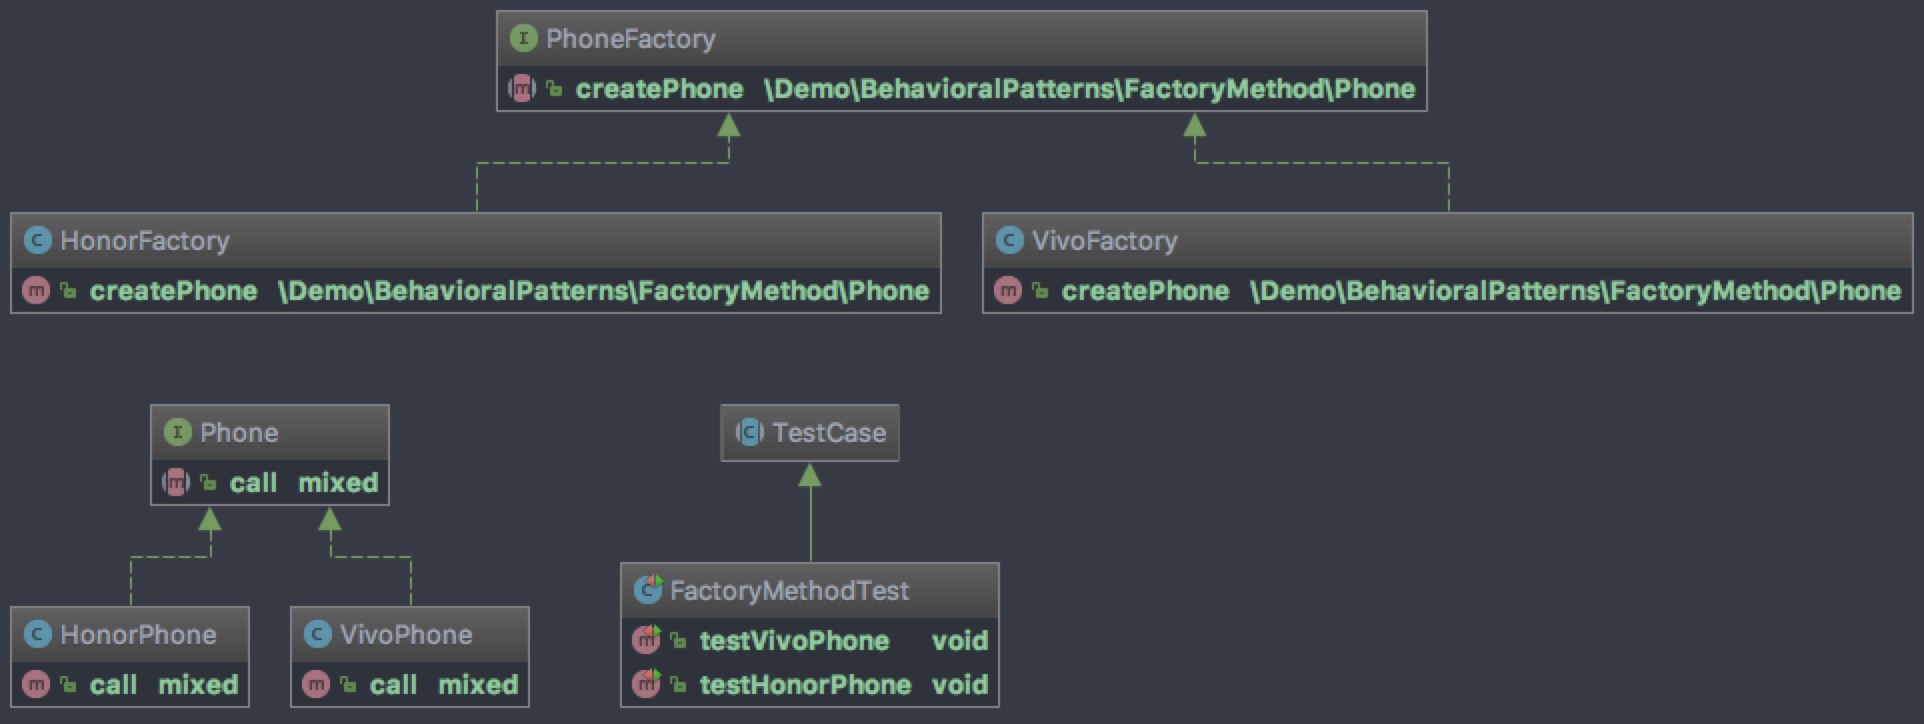 PhoneFactory
createPhone \Demo\BehavioralPatterns\FactoryMethod\Phone
HonorFactory
createPhone \Demo\BehavioralPatterns\FactoryMethod\Phone
VivoFactory
createPhone \Demo\BehavioralPatterns\FactoryMethod\Phone
Phone
call mixed
TestCase
HonorPhone
call mixed
VivoPhone
call mixed
FactoryMethodTest
testVivoPhone void
testHonorPhone void